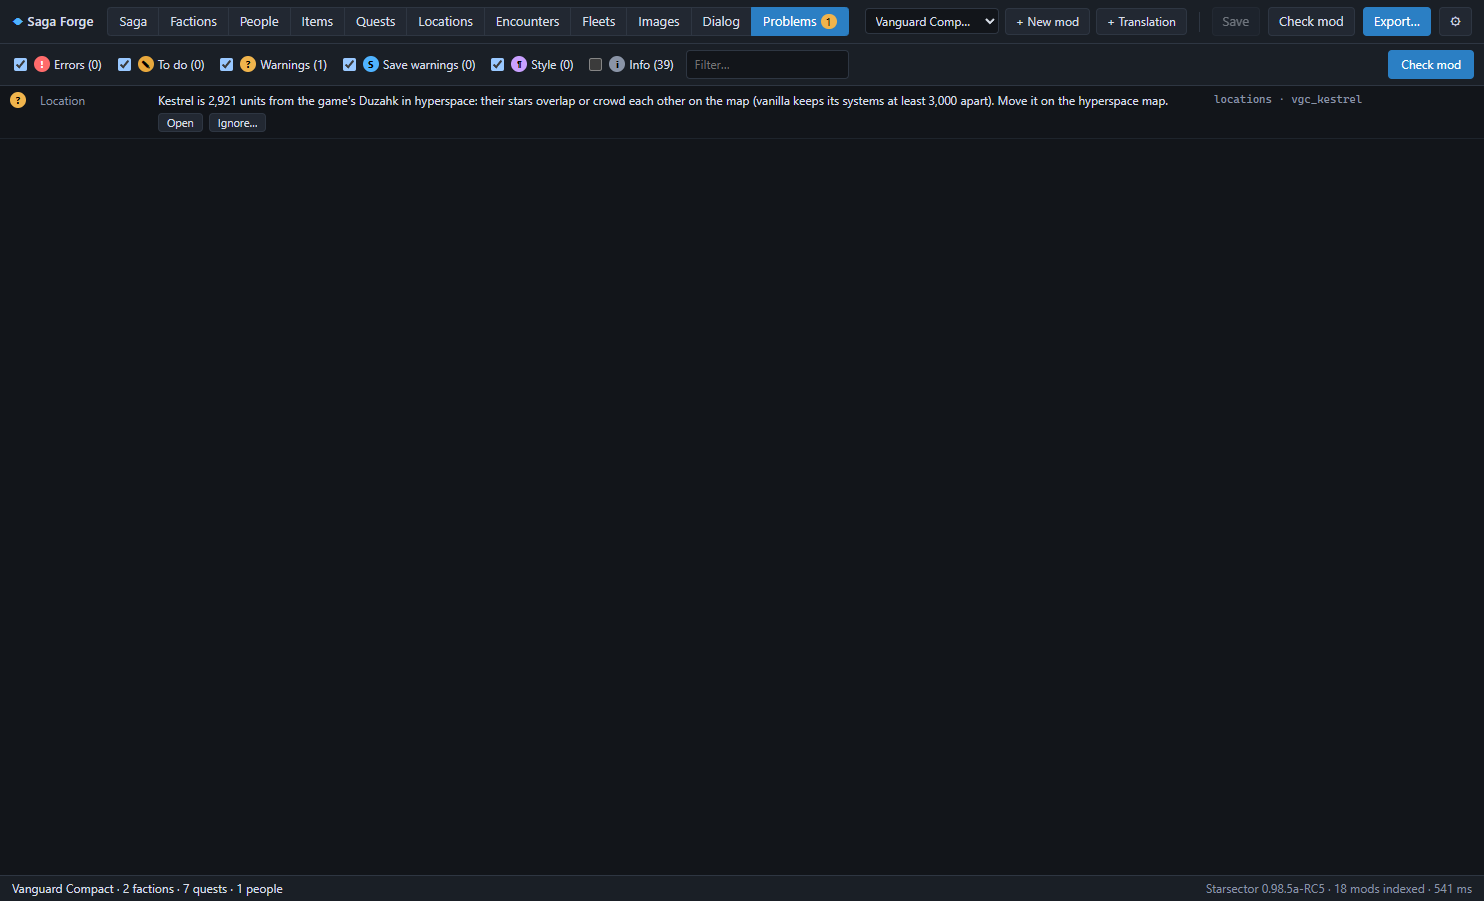 Saga Forge Saga Factions People Items Quests Locations Encounters Fleets Images Dialog Problems 1 Vanguard Comp... + New mod + Translation Save Check mod Export...
! Errors (0) To do (0) ? Warnings (1) S Save warnings (0) ¶ Style (0) i Info (39) Filter... Check mod
? Location Kestrel is 2,921 units from the game's Duzahk in hyperspace: their stars overlap or crowd each other on the map (vanilla keeps its systems at least 3,000 apart). Move it on the hyperspace map. locations · vgc_kestrel
Open Ignore...
Vanguard Compact · 2 factions · 7 quests · 1 people Starsector 0.98.5a-RC5 · 18 mods indexed · 541 ms